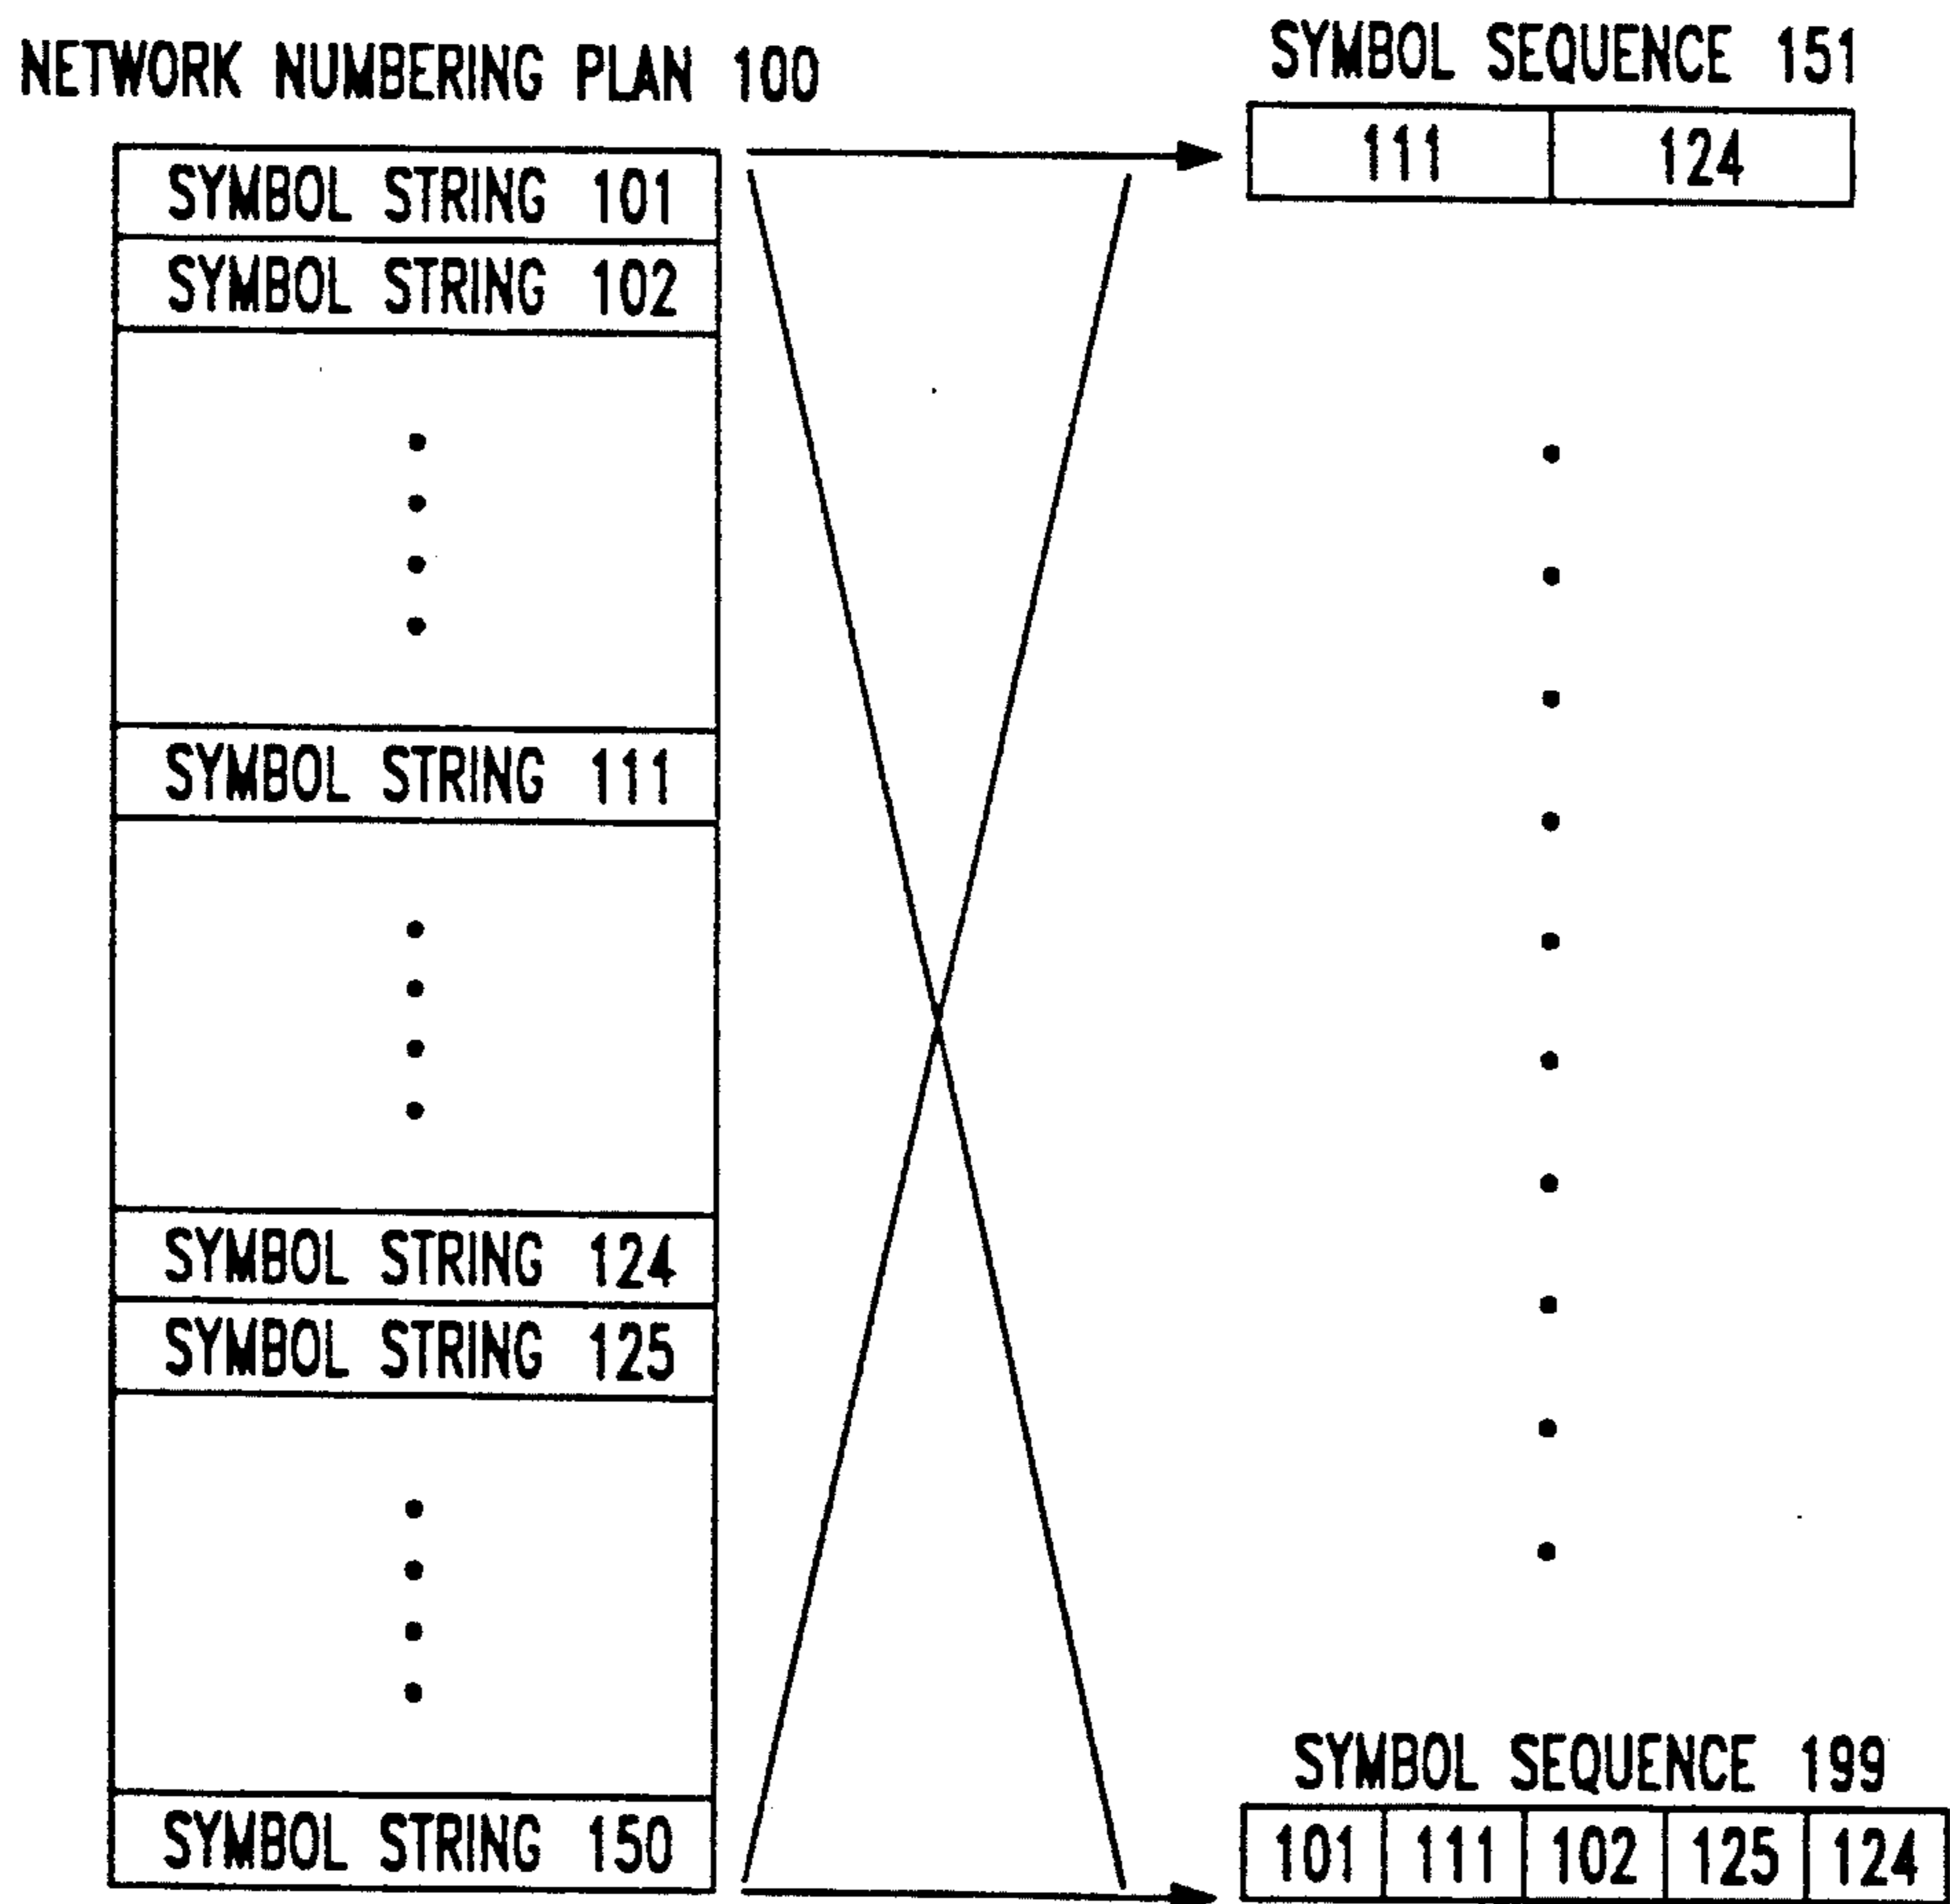 NETWORK NUMBERING PLAN 100
SYMBOL STRING 101
SYMBOL STRING 102
SYMBOL STRING 111
SYMBOL STRING 124
SYMBOL STRING 125
SYMBOL STRING 150
SYMBOL SEQUENCE 151
111 124
SYMBOL SEQUENCE 199
101 111 102 125 124